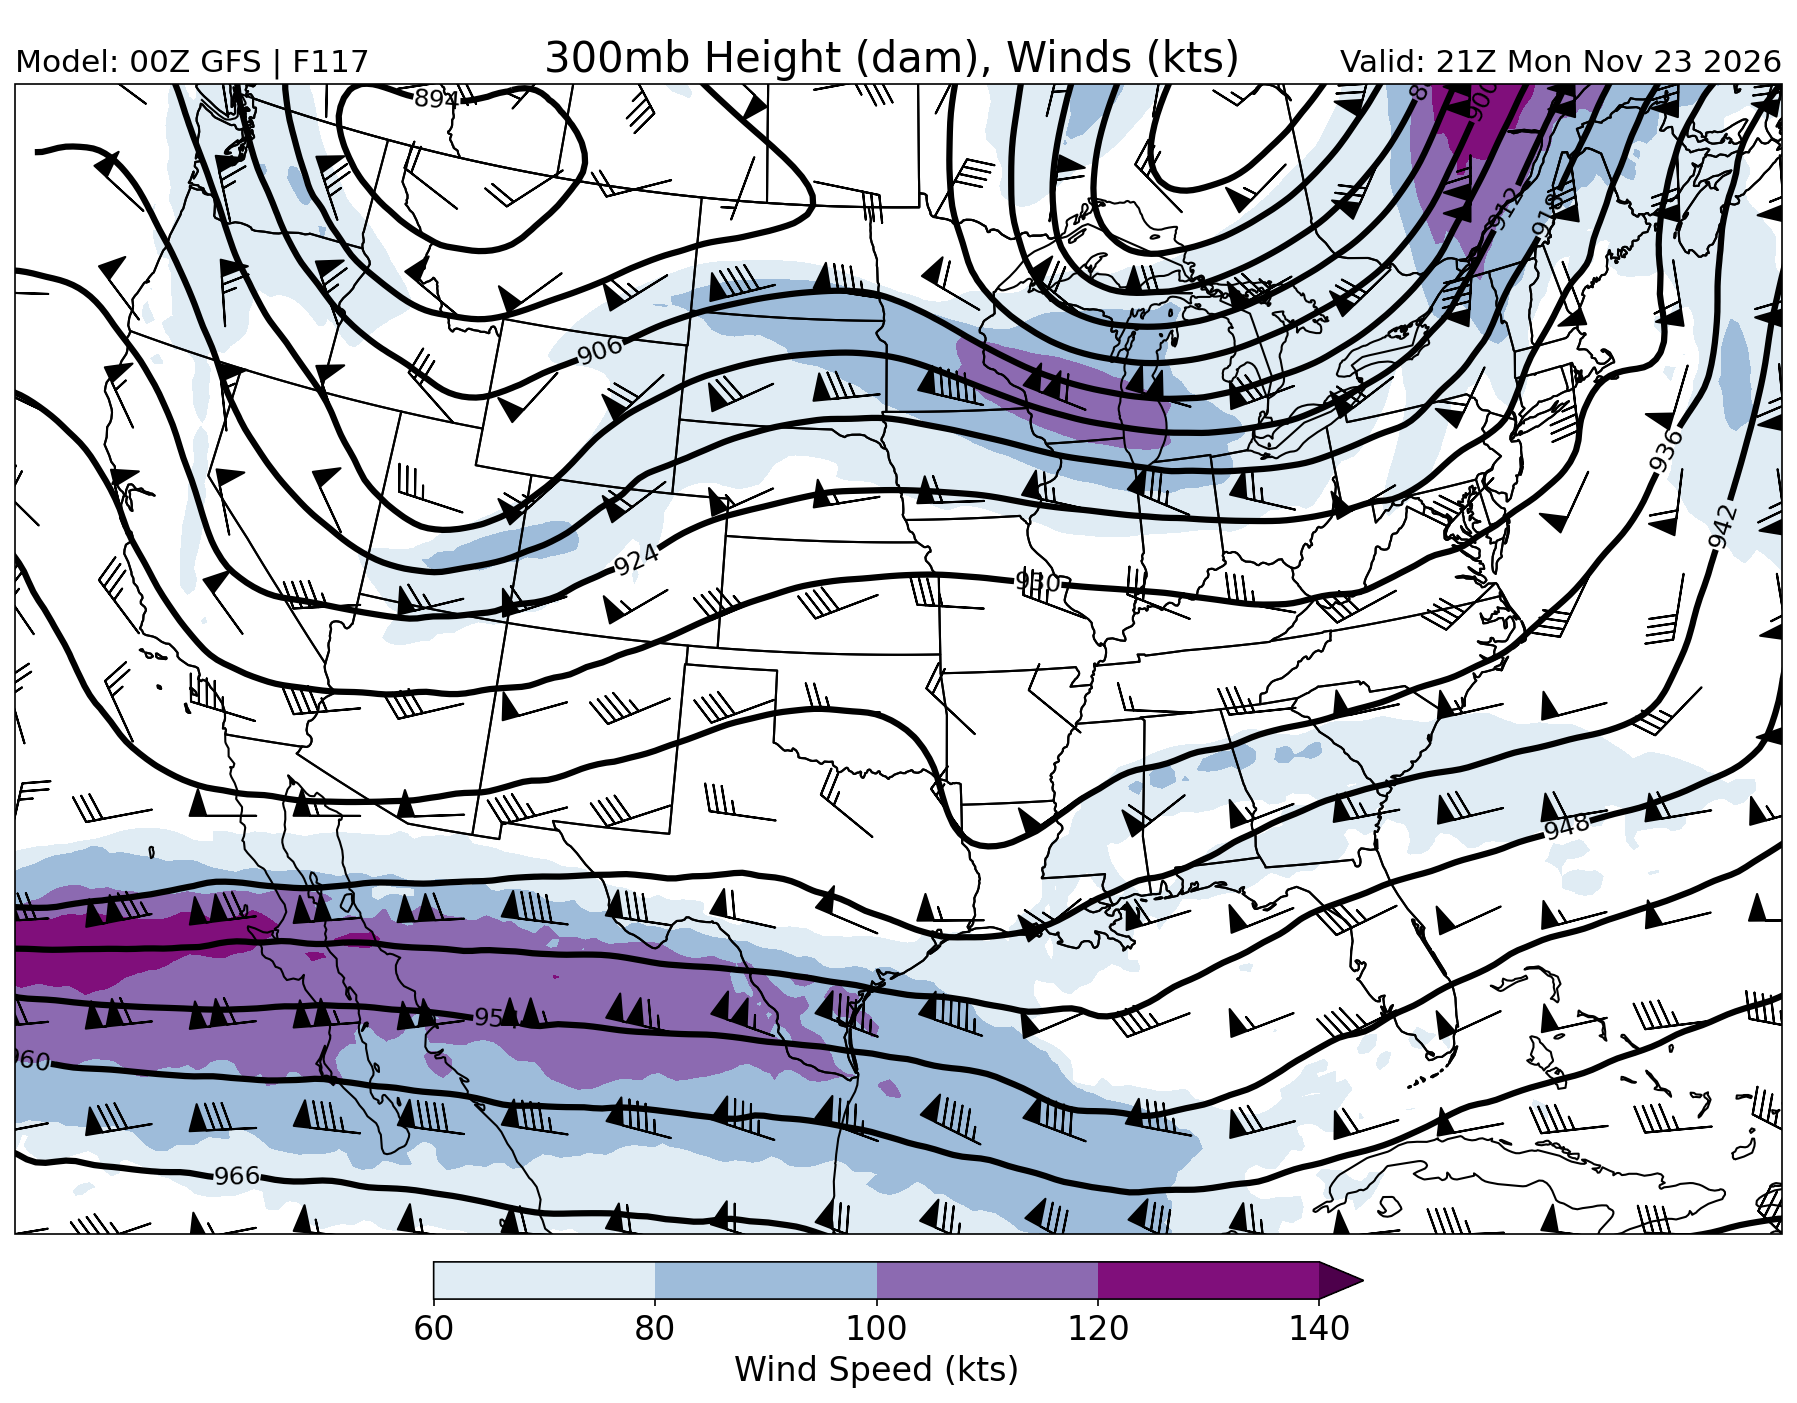 Model: 00Z GFS | F117
300mb Height (dam), Winds (kts)
Valid: 21Z Mon Nov 23 2026
894
900
912
918
906
936
942
924
930
948
954
960
966
60 80 100 120 140
Wind Speed (kts)